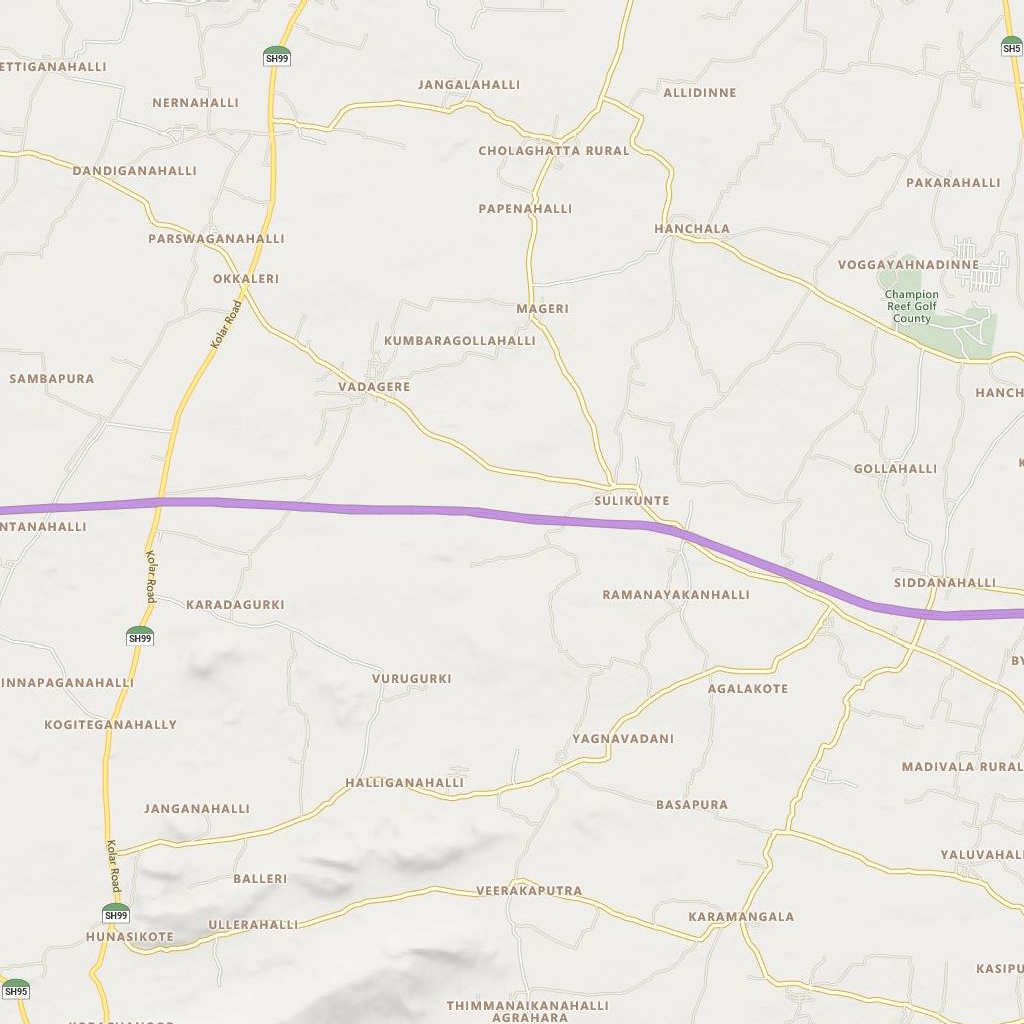 SH99
SH5
ETTIGANAHALLI
JANGALAHALLI
ALLIDINNE
NERNAHALLI
CHOLAGHATTA RURAL
DANDIGANAHALLI
PAKARAHALLI
PAPENAHALLI
HANCHALA
PARSWAGANAHALLI
VOGGAYAHNADINNE
OKKALERI
Champion
Reef Golf
County
MAGERI
Kolar Road
KUMBARAGOLLAHALLI
SAMBAPURA
VADAGERE
HANCH
K
GOLLAHALLI
SULIKUNTE
NTANAHALLI
Kolar Road
SIDDANAHALLI
RAMANAYAKANHALLI
KARADAGURKI
SH99
BY
INNAPAGANAHALLI
VURUGURKI
AGALAKOTE
KOGITEGANAHALLY
YAGNAVADANI
MADIVALA RURAL
HALLIGANAHALLI
BASAPURA
JANGANAHALLI
Kolar Road
YALUVAHALL
BALLERI
VEERAKAPUTRA
SH99
KARAMANGALA
ULLERAHALLI
HUNASIKOTE
KASIPU
SH95
THIMMANAIKANAHALLI
AGRAHARA